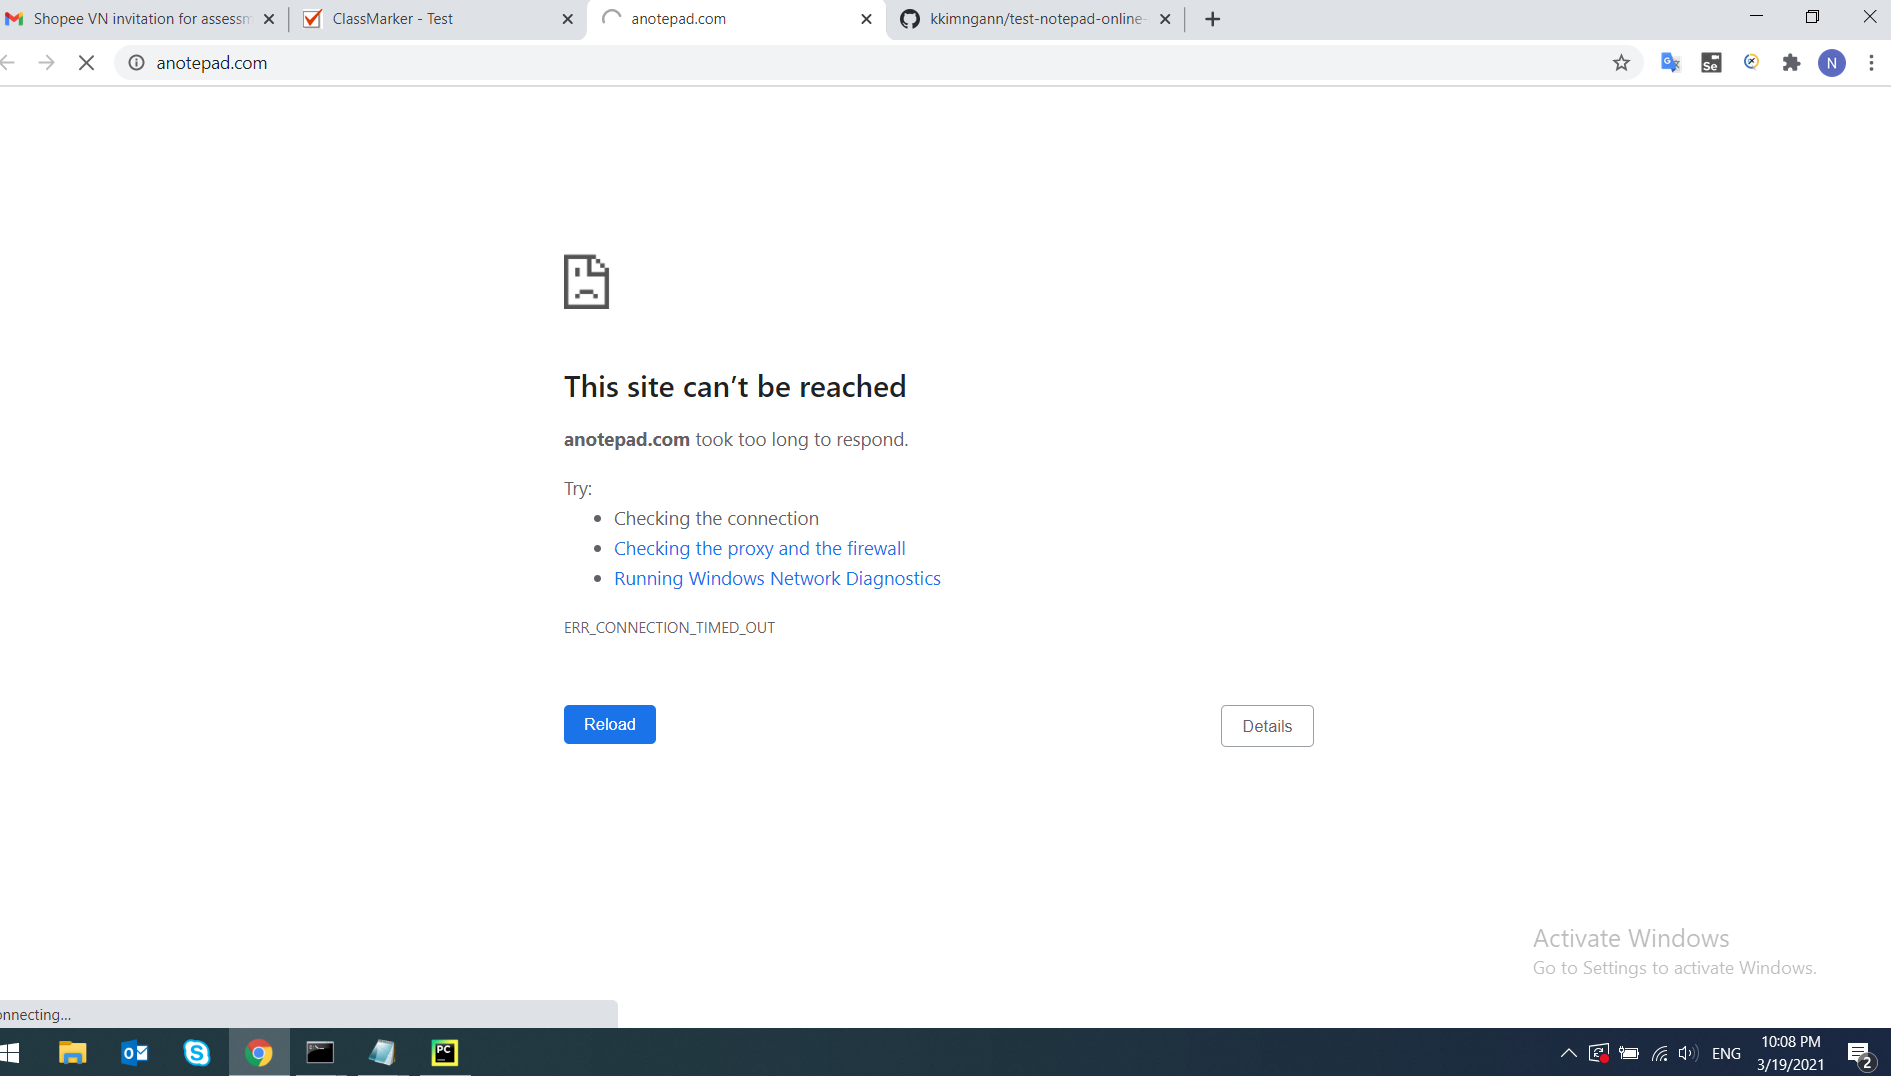 Shopee VN invitation for assessm
ClassMarker - Test
anotepad.com
kkimngann/test-notepad-online-
anotepad.com
Se
N
This site can’t be reached
anotepad.com took too long to respond.
Try:
Checking the connection
Checking the proxy and the firewall
Running Windows Network Diagnostics
ERR_CONNECTION_TIMED_OUT
Reload
Details
Activate Windows
Go to Settings to activate Windows.
onnecting...
PC
ENG
10:08 PM
3/19/2021
2